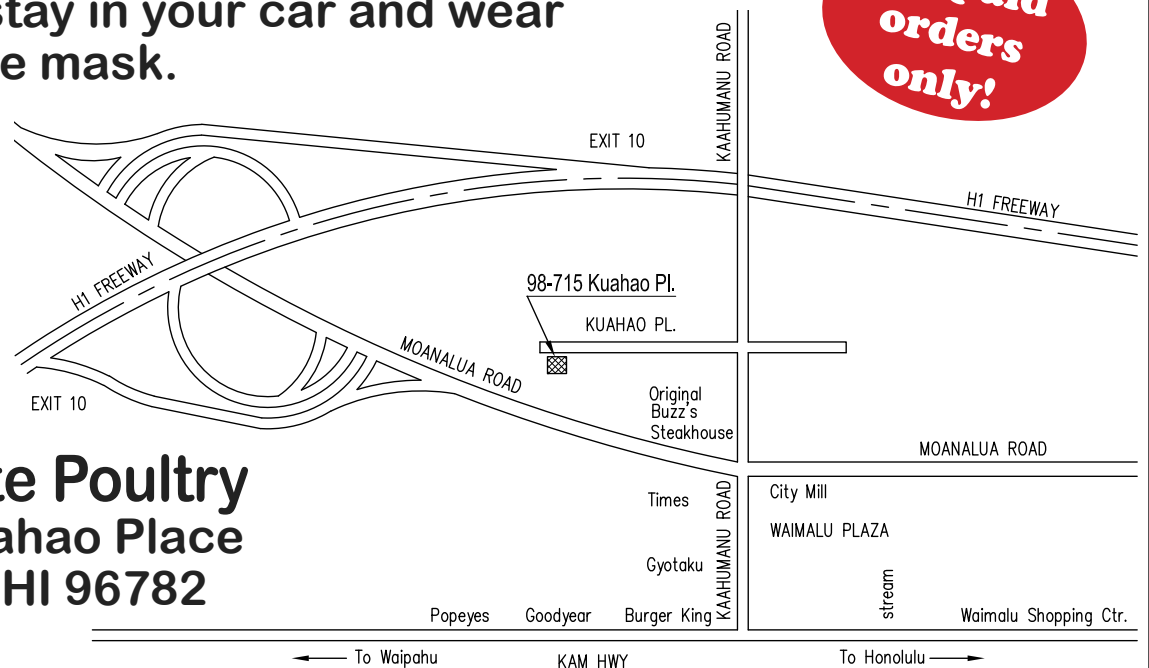 stay in your car and wear
mask.
orders
only!
KAAHUMANU ROAD
EXIT 10
H1 FREEWAY
H1 FREEWAY
98-715 Kuahao Pl.
KUAHAO PL.
MOANALUA ROAD
EXIT 10
Original
Buzz's
Steakhouse
MOANALUA ROAD
Poultry
Place
HI 96782
Times
City Mill
KAAHUMANU ROAD
WAIMALU PLAZA
Gyotaku
stream
Popeyes
Goodyear
Burger King
Waimalu Shopping Ctr.
To Waipahu
KAM HWY
To Honolulu